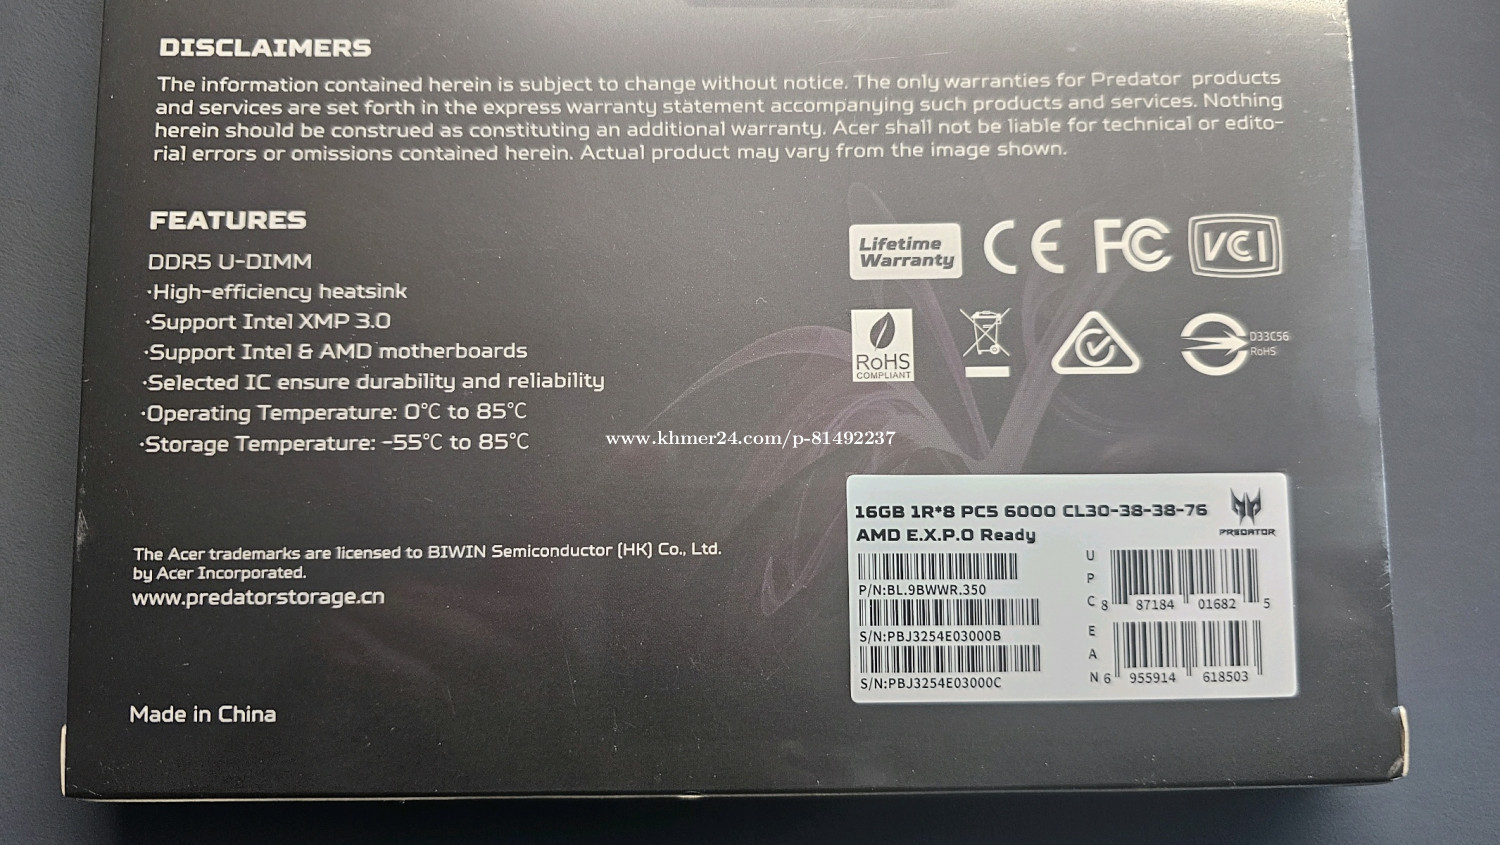 DISCLAIMERS
The information contained herein is subject to change without notice. The only warranties for Predator products
and services are set forth in the express warranty statement accompanying such products and services. Nothing
herein should be construed as constituting an additional warranty. Acer shall not be liable for technical or edito-
rial errors or omissions contained herein. Actual product may vary from the image shown.
FEATURES
DDR5 U-DIMM
·High-efficiency heatsink
·Support Intel XMP 3.0
·Support Intel & AMD motherboards
·Selected IC ensure durability and reliability
·Operating Temperature: 0°C to 85°C
·Storage Temperature: -55°C to 85°C
Lifetime
Warranty
CE
FC
VCI
RoHS
COMPLIANT
D33C56
RoHS
www.khmer24.com/p-81492237
The Acer trademarks are licensed to BIWIN Semiconductor (HK) Co., Ltd.
by Acer Incorporated.
www.predatorstorage.cn
Made in China
16GB 1R*8 PC5 6000 CL30-38-38-76
AMD E.X.P.O Ready
PREDATOR
P/N:BL.9BWWR.350
S/N:PBJ3254E03000B
S/N:PBJ3254E03000C
UPC
8 87184 01682 5
EAN
6 955914 618503